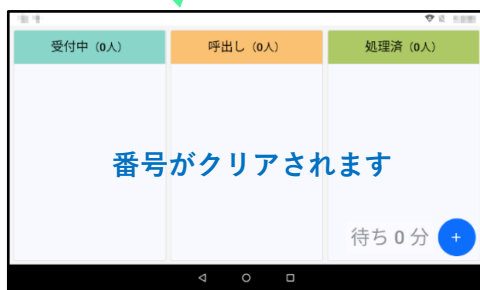 受付中（0人）
呼出し（0人）
処理済（0人）
番号がクリアされます
待ち 0 分
+